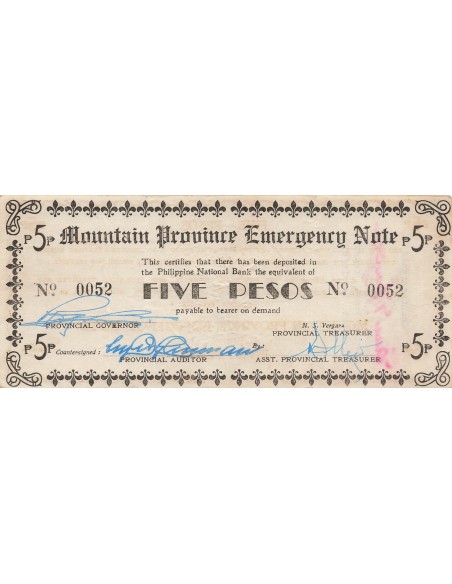 P5P Mountain Province Emergency Note P5P
This certifies that there has been deposited in
the Philippine National Bank the equivalent of
No 0052 FIVE PESOS No 0052
payable to bearer on demand
PROVINCIAL GOVERNOR
N. S. Vergara
PROVINCIAL TREASURER
P5P Countersigned : By: P5P
PROVINCIAL AUDITOR ASST. PROVINCIAL TREASURER